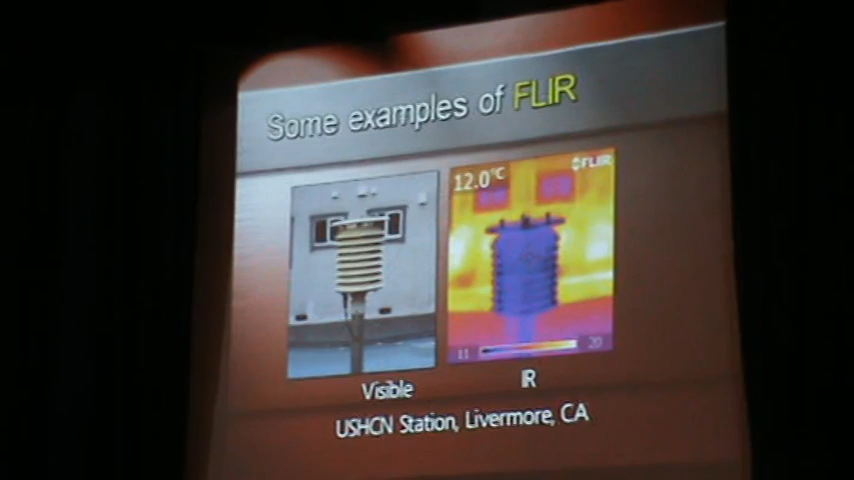 Some examples of FLIR
12.0°C
FLIR
11
20
Visible
IR
USHCN Station, Livermore, CA